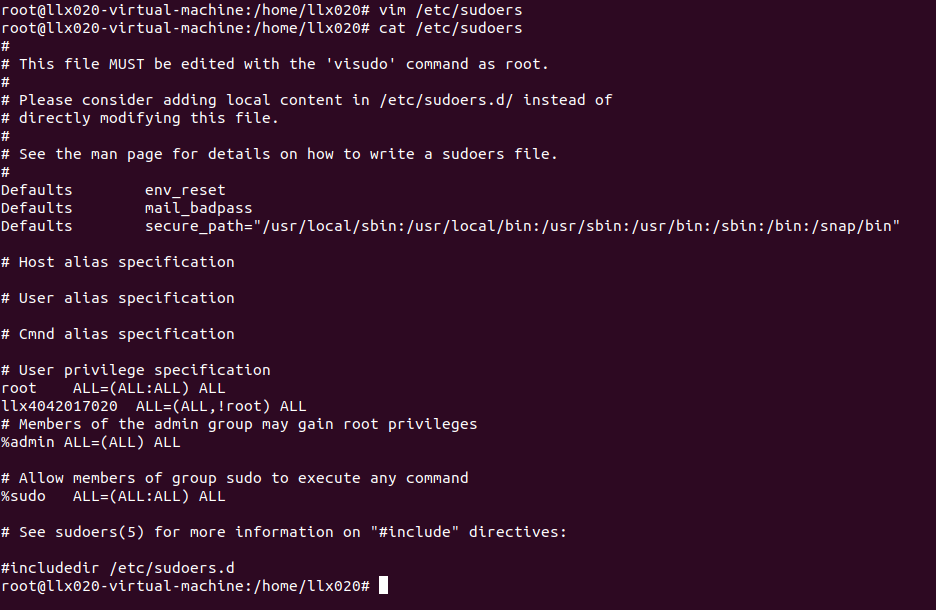 root@llx020-virtual-machine:/home/llx020# vim /etc/sudoers
root@llx020-virtual-machine:/home/llx020# cat /etc/sudoers
#
# This file MUST be edited with the 'visudo' command as root.
#
# Please consider adding local content in /etc/sudoers.d/ instead of
# directly modifying this file.
#
# See the man page for details on how to write a sudoers file.
#
Defaults        env_reset
Defaults        mail_badpass
Defaults        secure_path="/usr/local/sbin:/usr/local/bin:/usr/sbin:/usr/bin:/sbin:/bin:/snap/bin"

# Host alias specification

# User alias specification

# Cmnd alias specification

# User privilege specification
root    ALL=(ALL:ALL) ALL
llx4042017020  ALL=(ALL,!root) ALL
# Members of the admin group may gain root privileges
%admin ALL=(ALL) ALL

# Allow members of group sudo to execute any command
%sudo   ALL=(ALL:ALL) ALL

# See sudoers(5) for more information on "#include" directives:

#includedir /etc/sudoers.d
root@llx020-virtual-machine:/home/llx020#